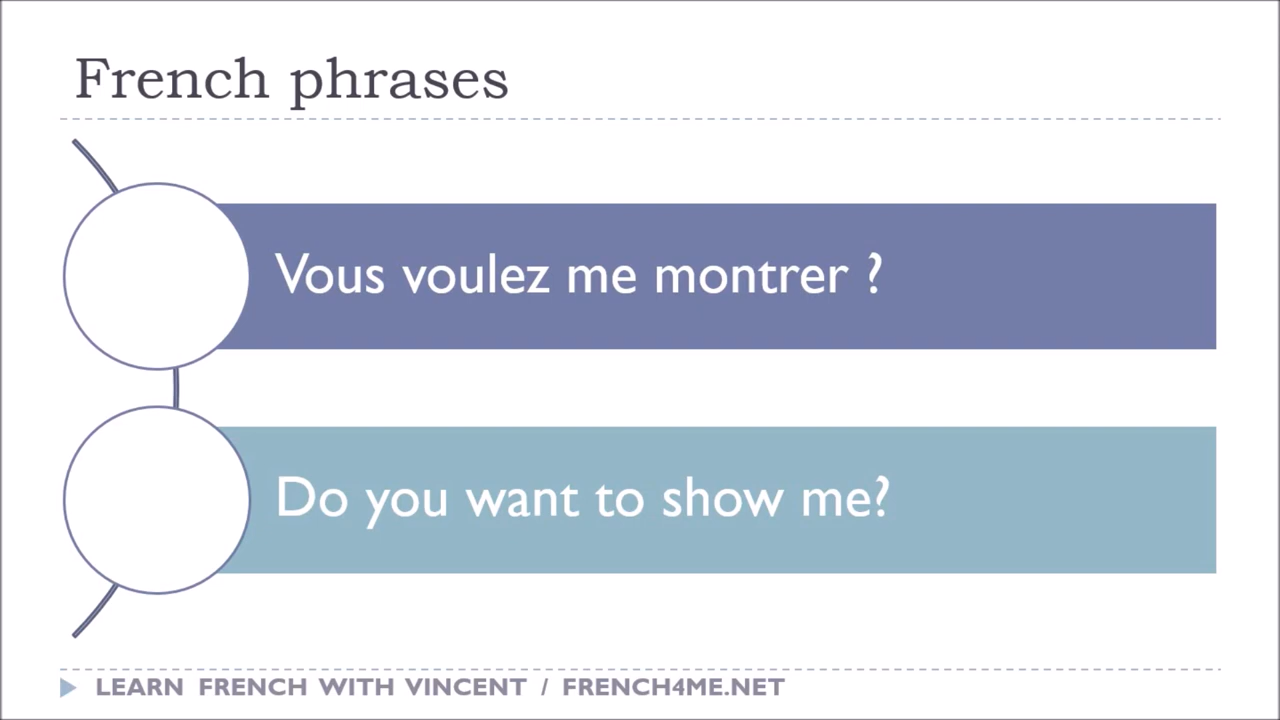 French phrases
Vous voulez me montrer ?
Do you want to show me?
LEARN FRENCH WITH VINCENT / FRENCH4ME.NET